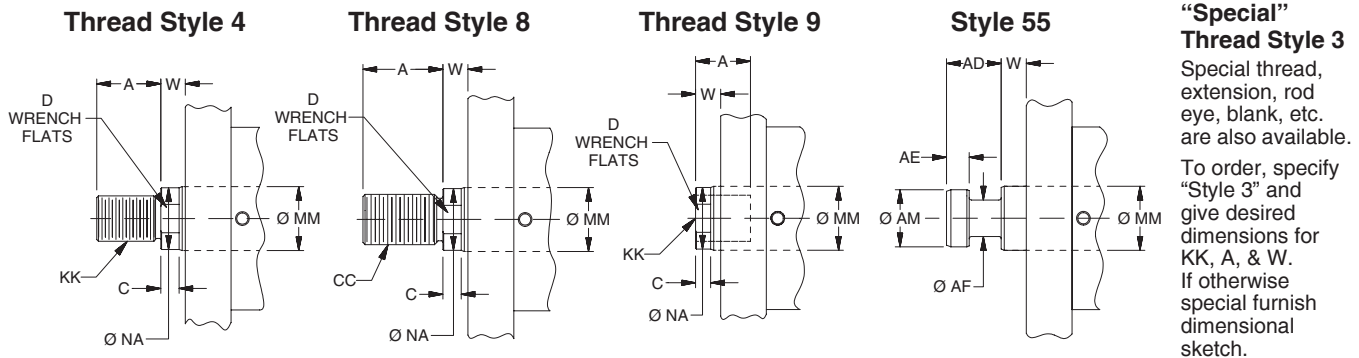 Thread Style 4
A
W
D
WRENCH
FLATS
Ø MM
KK
C
Ø NA
Thread Style 8
A
W
D
WRENCH
FLATS
Ø MM
CC
C
Ø NA
Thread Style 9
A
W
D
WRENCH
FLATS
Ø MM
KK
C
Ø NA
Style 55
AD
W
AE
Ø AM
Ø MM
Ø AF
“Special”
Thread Style 3
Special thread,
extension, rod
eye, blank, etc.
are also available.
To order, specify
“Style 3” and
give desired
dimensions for
KK, A, & W.
If otherwise
special furnish
dimensional
sketch.